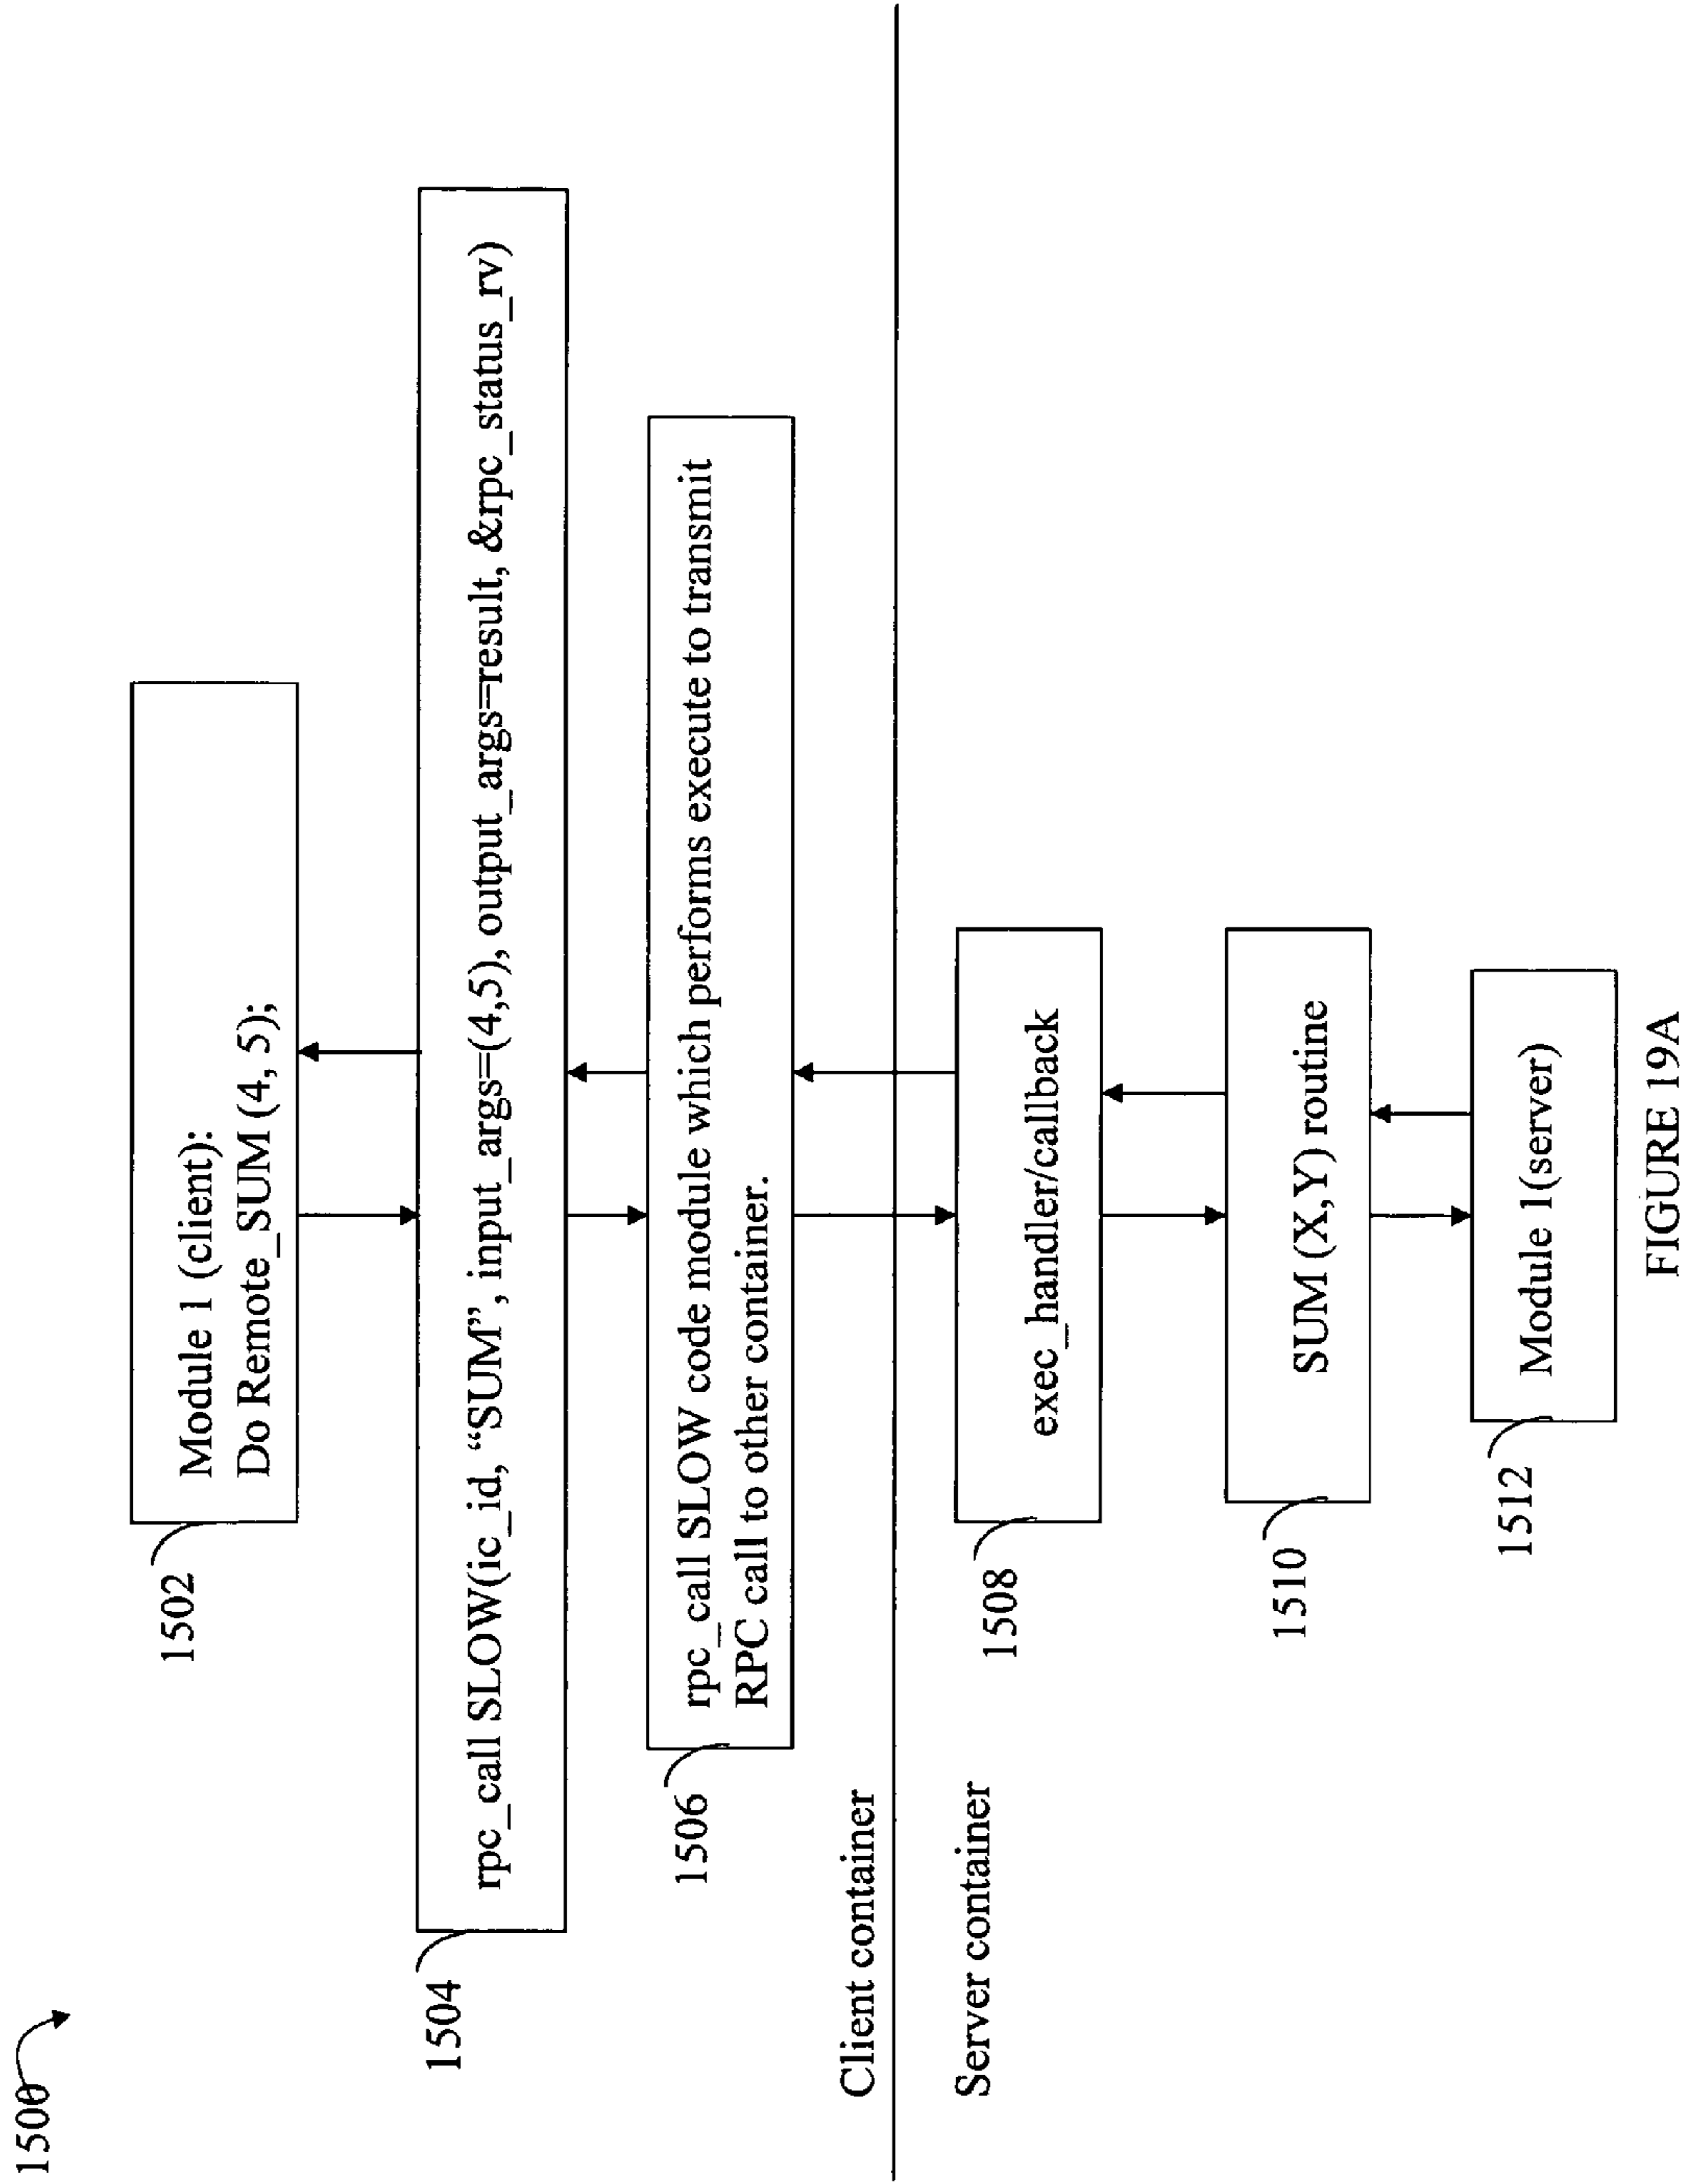 1500
1502
Module 1 (client):
Do Remote_SUM (4, 5);
1504
rpc_call SLOW(ic_id, “SUM”, input_args=(4,5), output_args=result, &rpc_status_rv)
1506
rpc_call SLOW code module which performs execute to transmit
RPC call to other container.
Client container
Server container
1508
exec_handler/callback
1510
SUM (X,Y) routine
1512
Module 1(server)
FIGURE 19A